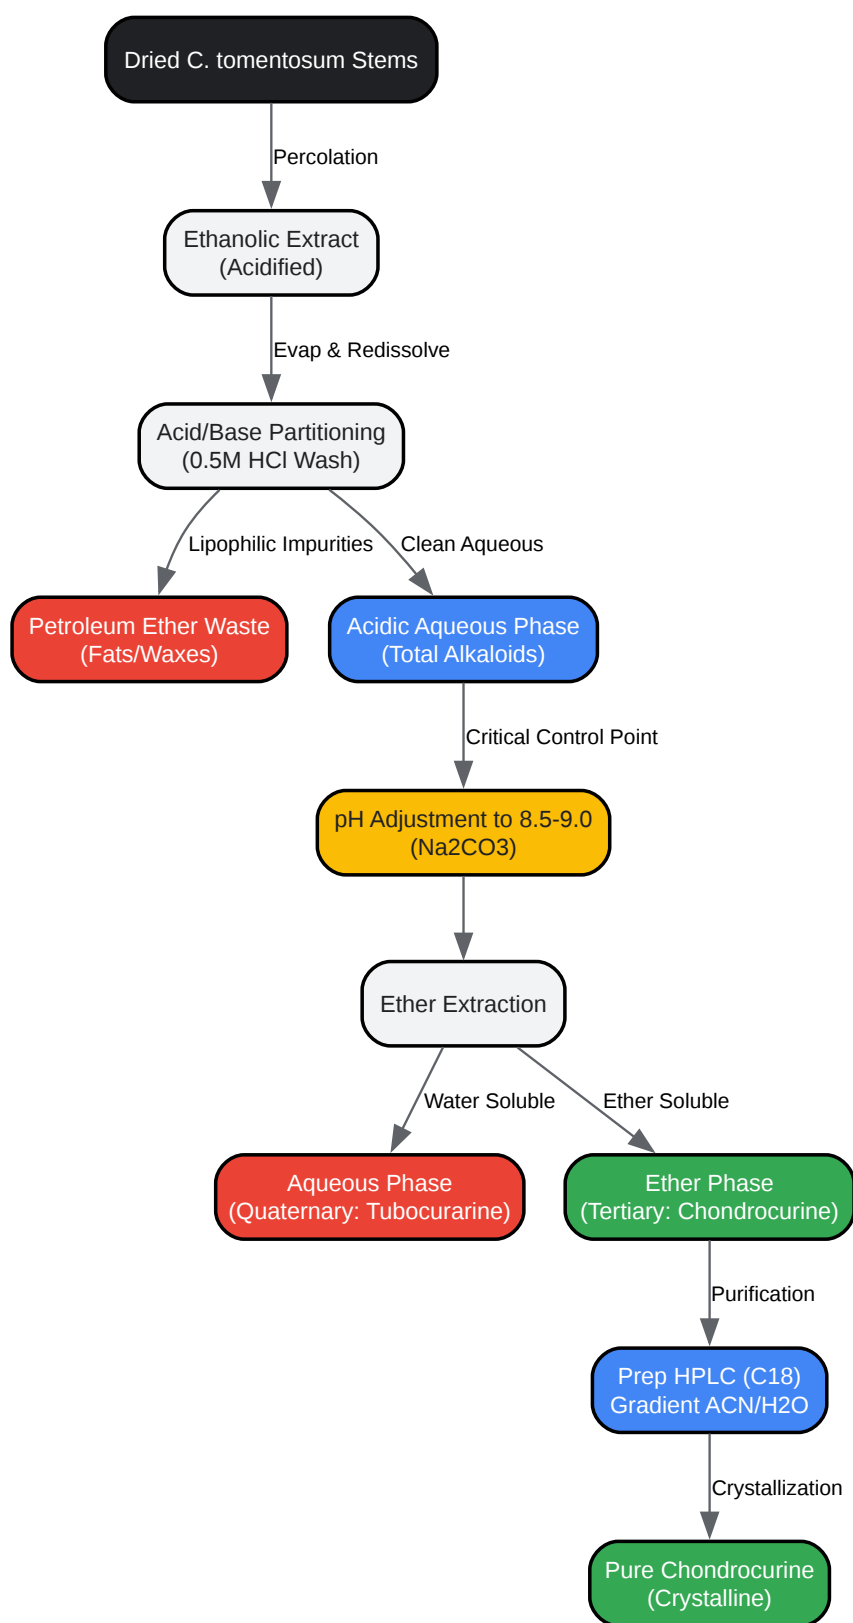 Dried C. tomentosum Stems
Percolation
Ethanolic Extract
(Acidified)
Evap & Redissolve
Acid/Base Partitioning
(0.5M HCl Wash)
Lipophilic Impurities
Clean Aqueous
Petroleum Ether Waste
(Fats/Waxes)
Acidic Aqueous Phase
(Total Alkaloids)
Critical Control Point
pH Adjustment to 8.5-9.0
(Na2CO3)
Ether Extraction
Water Soluble
Ether Soluble
Aqueous Phase
(Quaternary: Tubocurarine)
Ether Phase
(Tertiary: Chondrocurine)
Purification
Prep HPLC (C18)
Gradient ACN/H2O
Crystallization
Pure Chondrocurine
(Crystalline)